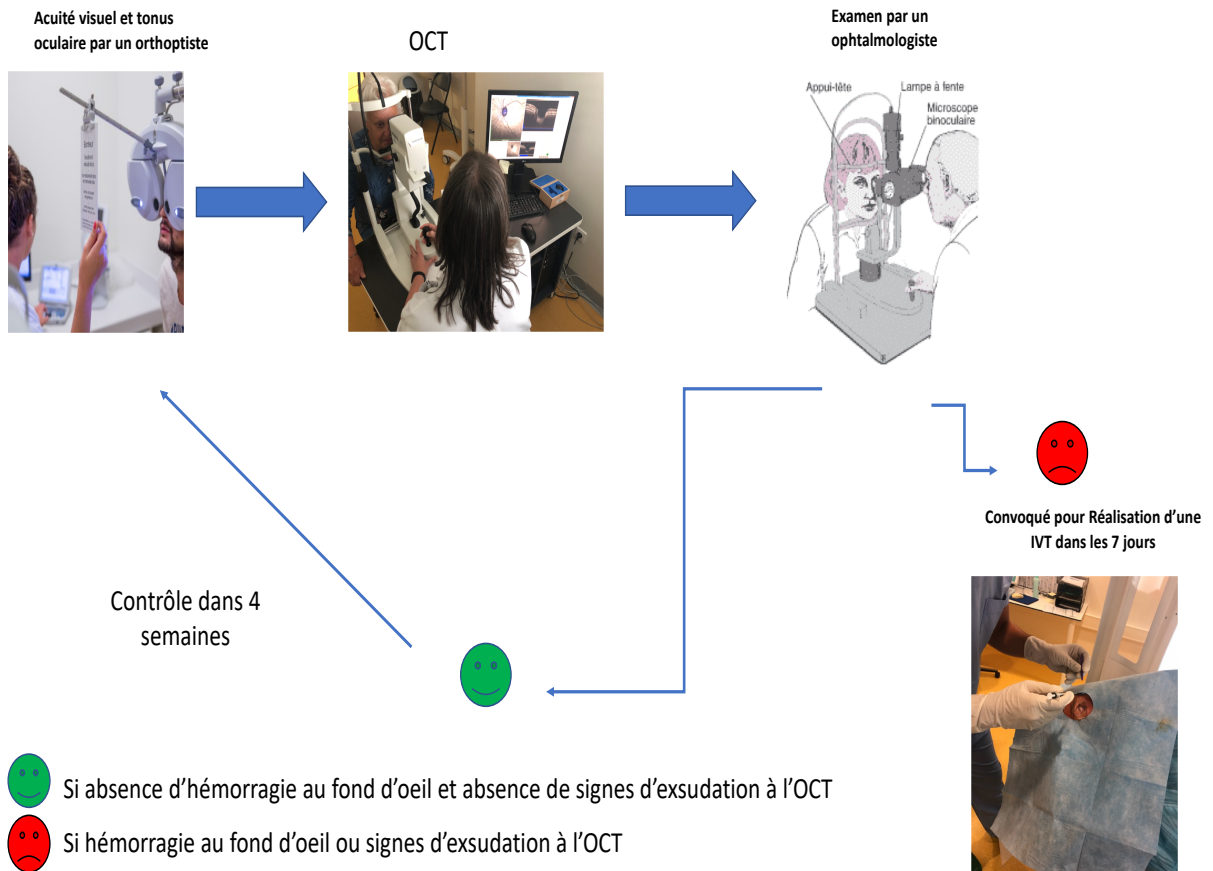 Acuité visuel et tonus
oculaire par un orthoptiste
OCT
Examen par un
ophtalmologiste
Appui-tête
Lampe à fente
Microscope
binoculaire
Convoqué pour Réalisation d’une
IVT dans les 7 jours
Contrôle dans 4
semaines
Si absence d’hémorragie au fond d’oeil et absence de signes d’exsudation à l’OCT
Si hémorragie au fond d’oeil ou signes d’exsudation à l’OCT